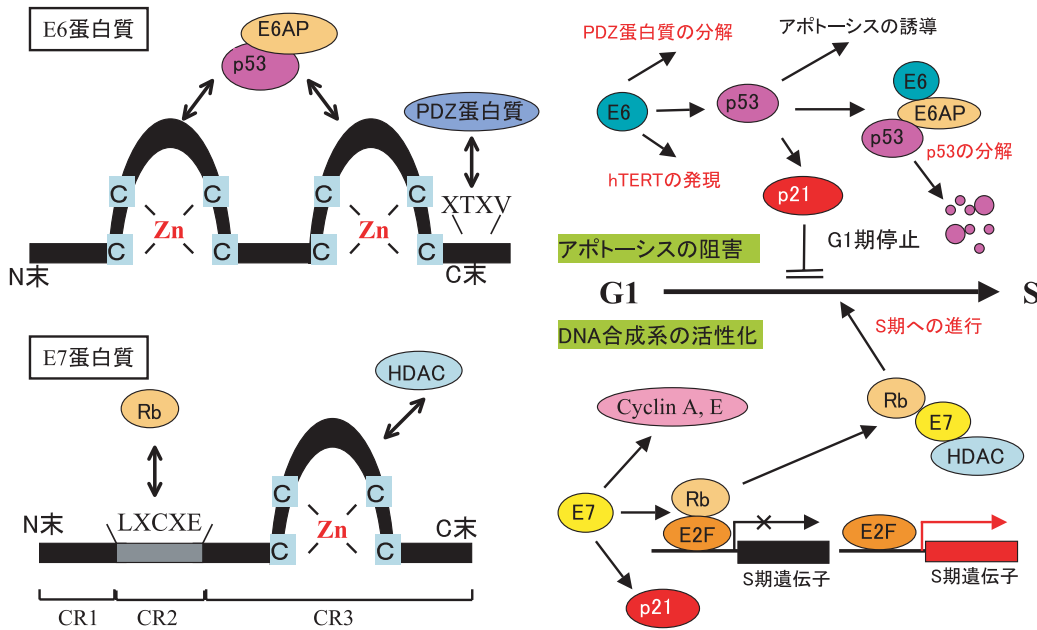 E6蛋白質
E6AP
p53
PDZ蛋白質
XTXV
C
C
C
C
Zn
Zn
C
C
C
C
N末
C末
E7蛋白質
Rb
HDAC
LXCXE
C
C
Zn
C
C
N末
C末
CR1
CR2
CR3
PDZ蛋白質の分解
アポトーシスの誘導
E6
p53
E6
E6AP
p53
p53の分解
hTERTの発現
p21
G1期停止
アポトーシスの阻害
G1
S
DNA合成系の活性化
S期への進行
Cyclin A, E
Rb
E7
HDAC
E7
Rb
E2F
S期遺伝子
E2F
S期遺伝子
p21